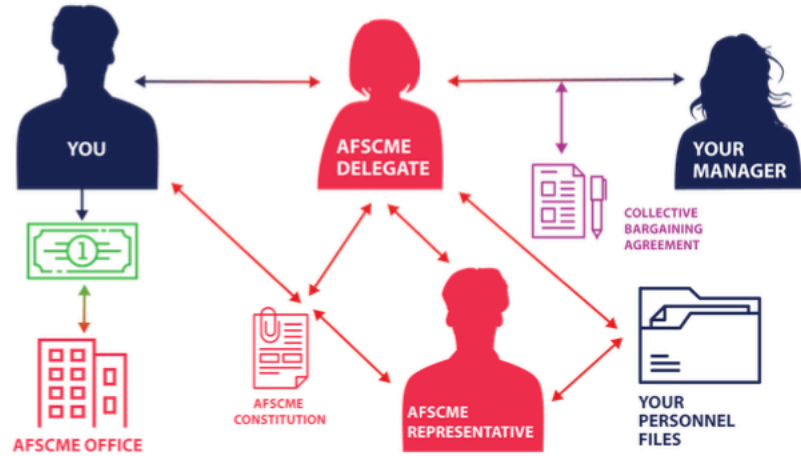 YOU
AFSCME
DELEGATE
YOUR
MANAGER
1
COLLECTIVE
BARGAINING
AGREEMENT
AFSCME
CONSTITUTION
AFSCME OFFICE
AFSCME
REPRESENTATIVE
YOUR
PERSONNEL
FILES